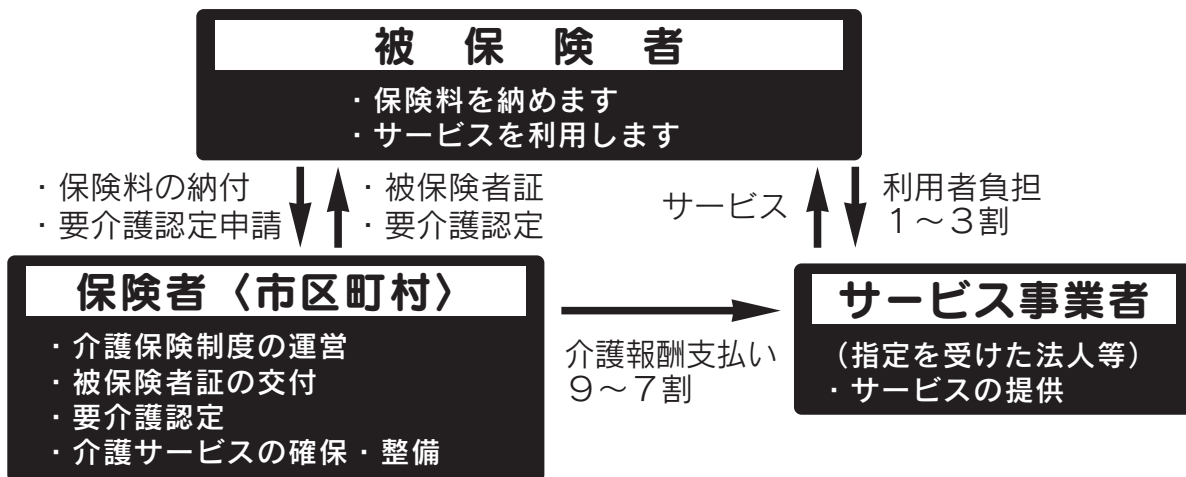 被保険者
・保険料を納めます
・サービスを利用します
・保険料の納付
・要介護認定申請
・被保険者証
・要介護認定
サービス
利用者負担
1～3割
保険者〈市区町村〉
・介護保険制度の運営
・被保険者証の交付
・要介護認定
・介護サービスの確保・整備
介護報酬支払い
9～7割
サービス事業者
（指定を受けた法人等）
・サービスの提供